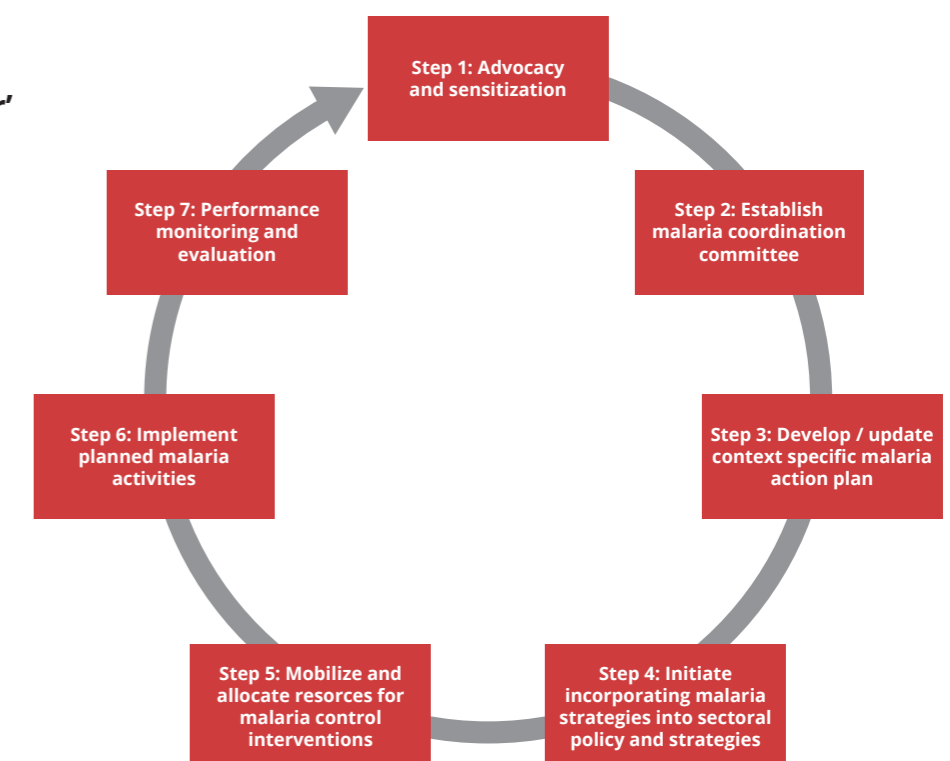 r’
Step 1: Advocacy
and sensitization
Step 2: Establish
malaria coordination
committee
Step 3: Develop / update
context specific malaria
action plan
Step 4: Initiate
incorporating malaria
strategies into sectoral
policy and strategies
Step 5: Mobilize and
allocate resorces for
malaria control
interventions
Step 6: Implement
planned malaria
activities
Step 7: Performance
monitoring and
evaluation